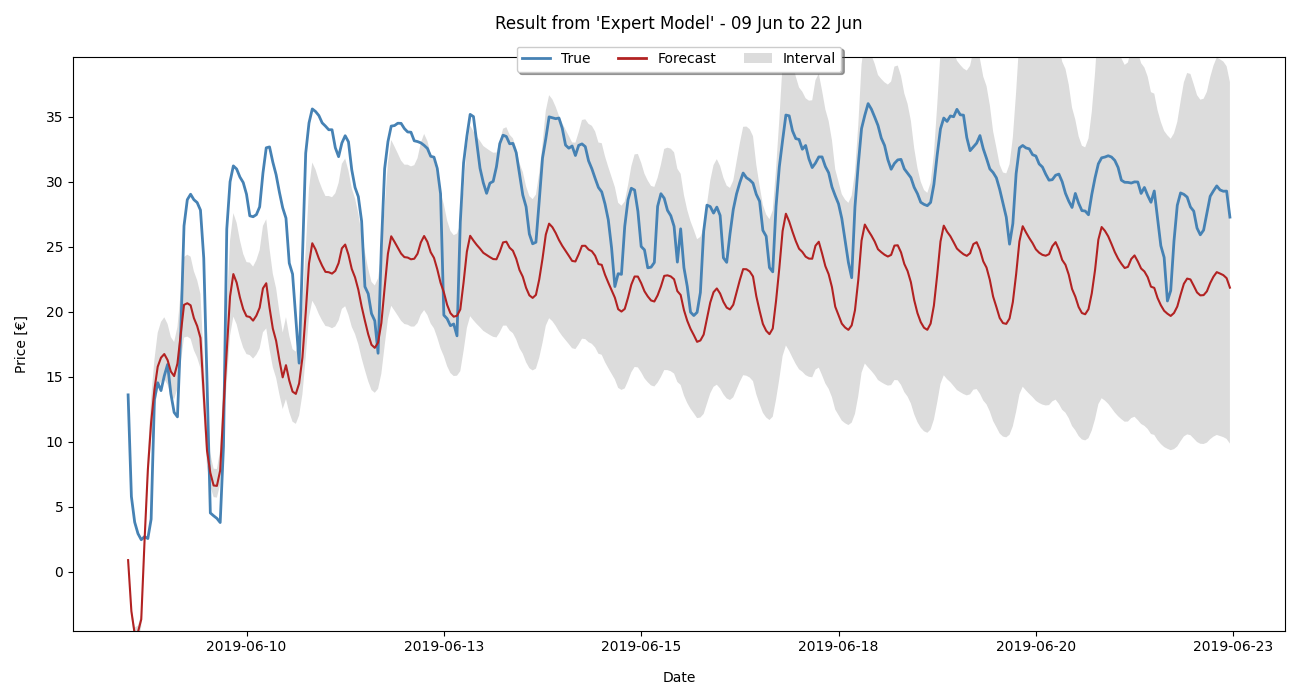 Result from 'Expert Model' - 09 Jun to 22 Jun
True Forecast Interval
35
30
25
20
15
10
5
0
Price [€]
2019-06-10 2019-06-13 2019-06-15 2019-06-18 2019-06-20 2019-06-23
Date